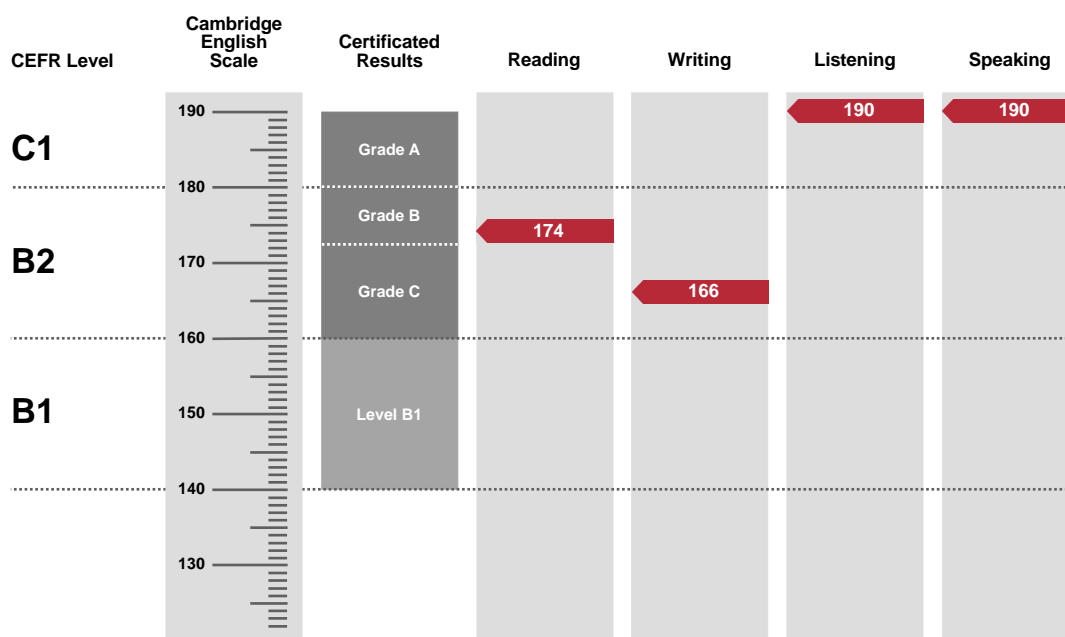 CEFR Level
Cambridge
English
Scale
Certificated
Results
Reading
Writing
Listening
Speaking
190
190
190
C1
Grade A
180
Grade B
174
B2
170
Grade C
166
160
B1
150
Level B1
140
130